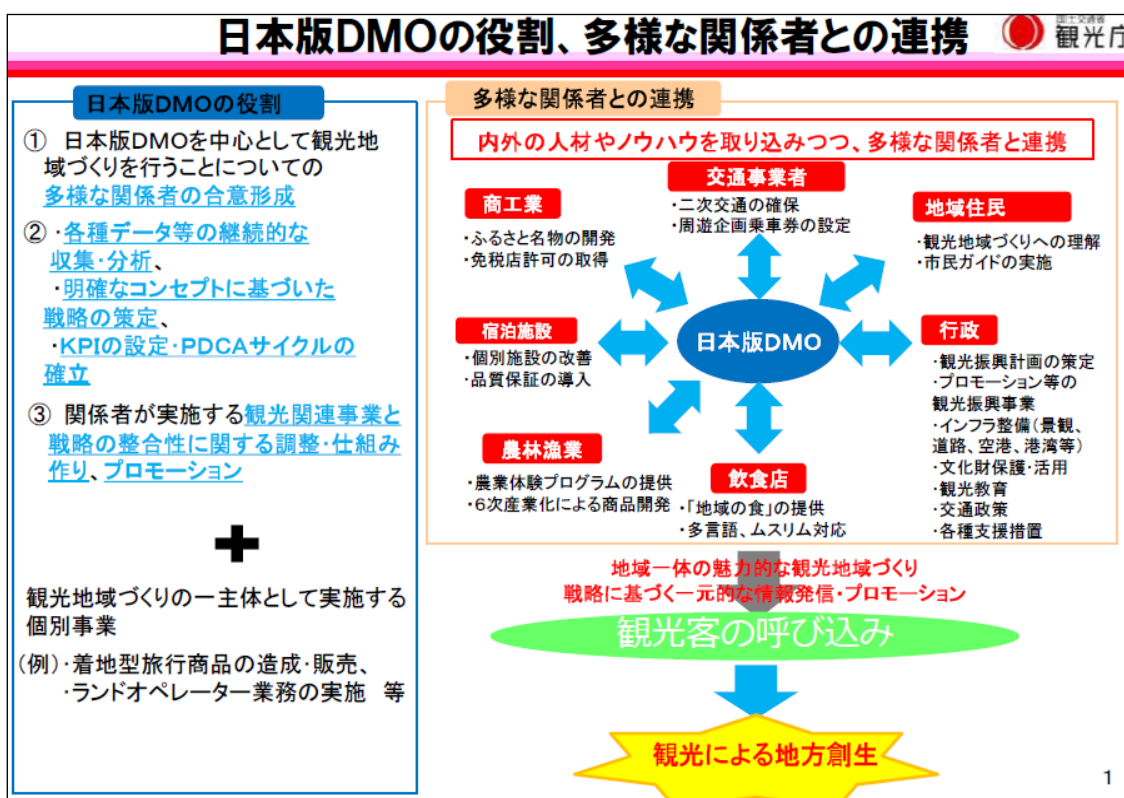 日本版DMOの役割、多様な関係者との連携
国土交通省
観光庁
日本版DMOの役割
① 日本版DMOを中心として観光地
域づくりを行うことについての
多様な関係者の合意形成
② ・各種データ等の継続的な
収集・分析、
・明確なコンセプトに基づいた
戦略の策定、
・KPIの設定・PDCAサイクルの
確立
③ 関係者が実施する観光関連事業と
戦略の整合性に関する調整・仕組み
作り、プロモーション
+
観光地域づくりの一主体として実施する
個別事業
(例)・着地型旅行商品の造成・販売、
・ランドオペレーター業務の実施 等
多様な関係者との連携
内外の人材やノウハウを取り込みつつ、多様な関係者と連携
交通事業者
・二次交通の確保
・周遊企画乗車券の設定
商工業
・ふるさと名物の開発
・免税店許可の取得
地域住民
・観光地域づくりへの理解
・市民ガイドの実施
宿泊施設
・個別施設の改善
・品質保証の導入
日本版DMO
行政
・観光振興計画の策定
・プロモーション等の
観光振興事業
・インフラ整備(景観、
道路、空港、港湾等)
・文化財保護・活用
・観光教育
・交通政策
・各種支援措置
農林漁業
・農業体験プログラムの提供
・6次産業化による商品開発
飲食店
・「地域の食」の提供
・多言語、ムスリム対応
地域一体の魅力的な観光地域づくり
戦略に基づく一元的な情報発信・プロモーション
観光客の呼び込み
観光による地方創生
1